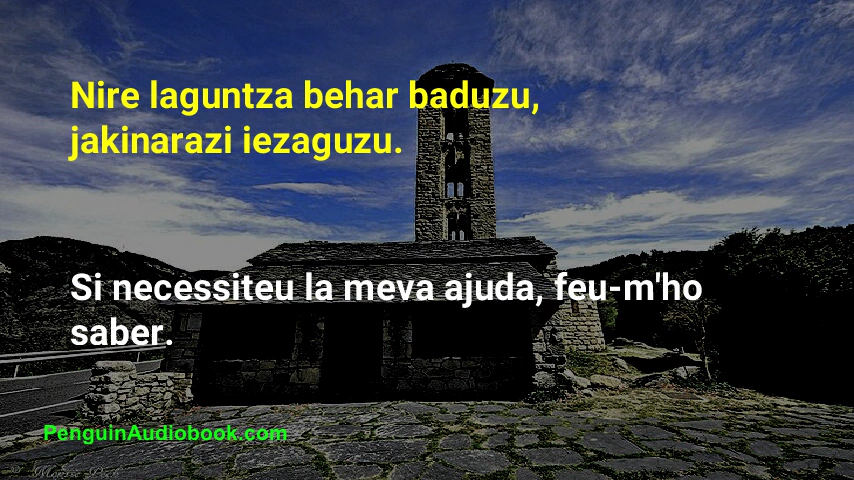 Nire laguntza behar baduzu,
jakinarazi iezaguzu.
Si necessiteu la meva ajuda, feu-m'ho
saber.
PenguinAudiobook.com